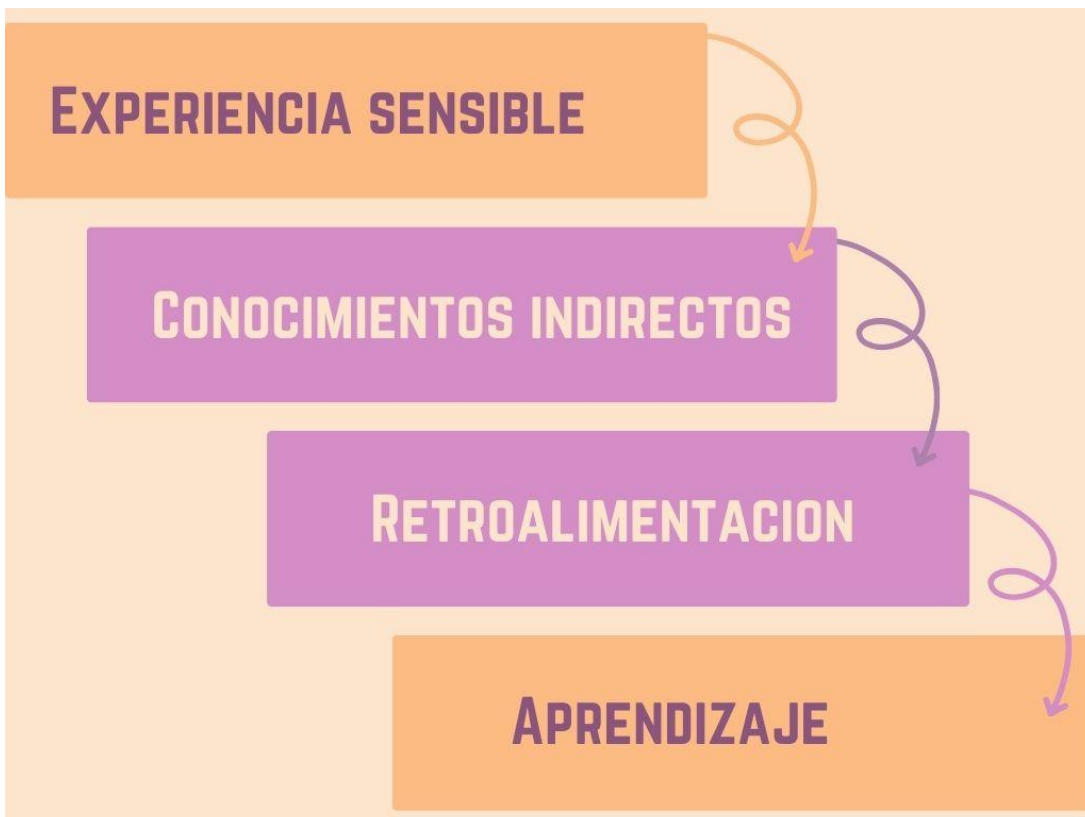 Experiencia sensible
Conocimientos indirectos
Retroalimentacion
Aprendizaje